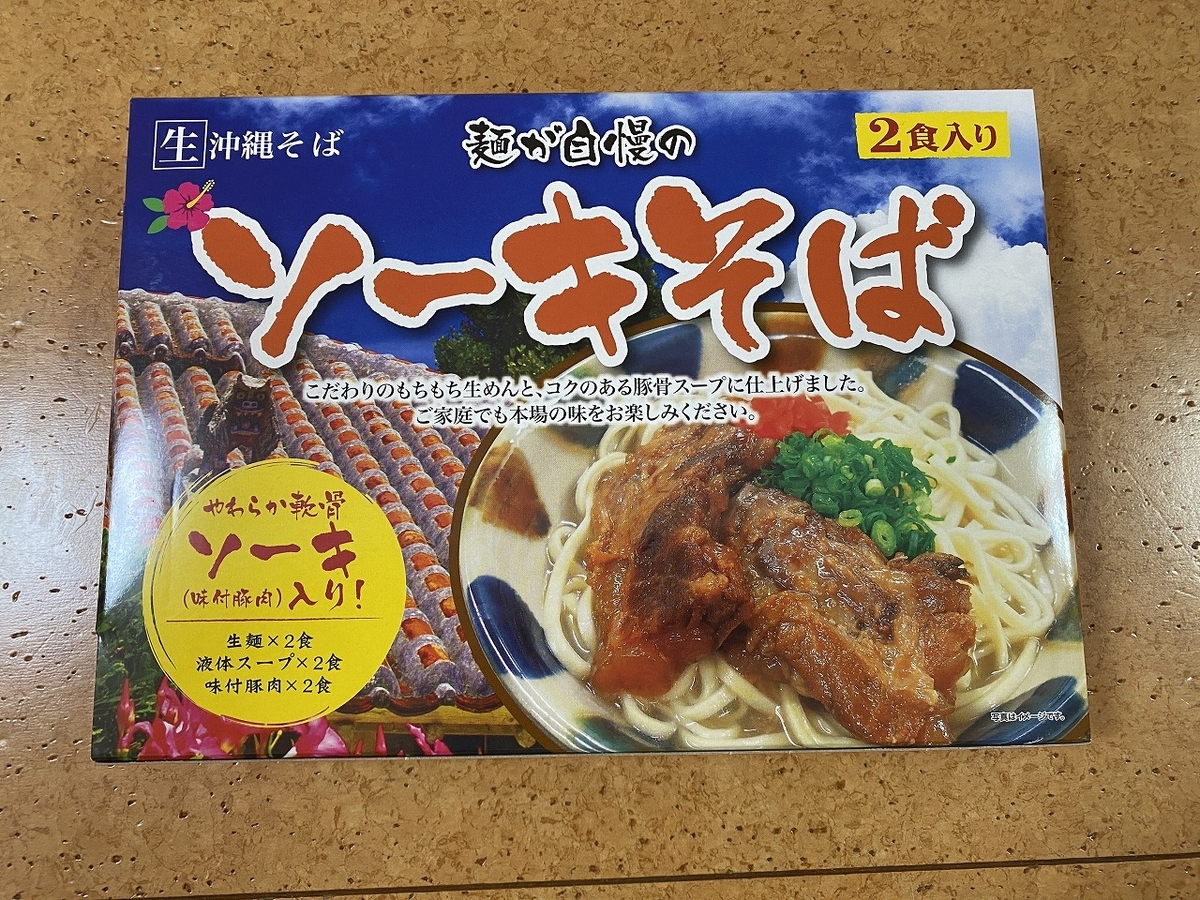 生 沖縄そば
麺が自慢の
2食入り
ソーキそば
こだわりのもちもち生めんと、コクのある豚骨スープに仕上げました。
ご家庭でも本場の味をお楽しみください。
やわらか軟骨
ソーキ
(味付豚肉)入り!
生麺×2食
液体スープ×2食
味付豚肉×2食
写真はイメージです。